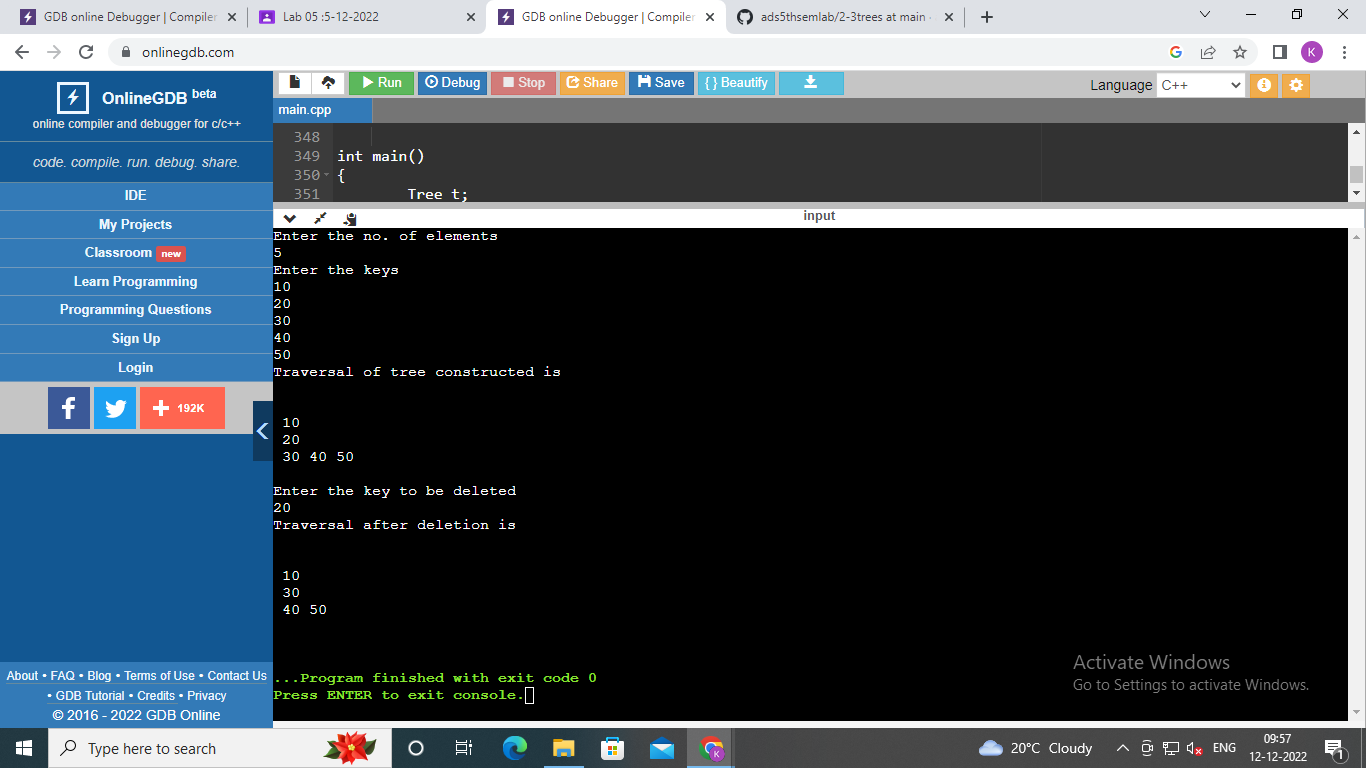 GDB online Debugger | Compiler
Lab 05 :5-12-2022
GDB online Debugger | Compiler
ads5thsemlab/2-3trees at main
onlinegdb.com
K
OnlineGDB beta
online compiler and debugger for c/c++
code. compile. run. debug. share.
IDE
My Projects
Classroom new
Learn Programming
Programming Questions
Sign Up
Login
192K
About • FAQ • Blog • Terms of Use • Contact Us
• GDB Tutorial • Credits • Privacy
© 2016 - 2022 GDB Online
Run Debug Stop Share Save { } Beautify
Language C++
main.cpp
348
349 int main()
350 {
351 Tree t;
input
Enter the no. of elements
5
Enter the keys
10
20
30
40
50
Traversal of tree constructed is
10
20
30 40 50
Enter the key to be deleted
20
Traversal after deletion is
10
30
40 50
...Program finished with exit code 0
Press ENTER to exit console.
Activate Windows
Go to Settings to activate Windows.
Type here to search
K
20°C Cloudy
ENG
09:57
12-12-2022
1